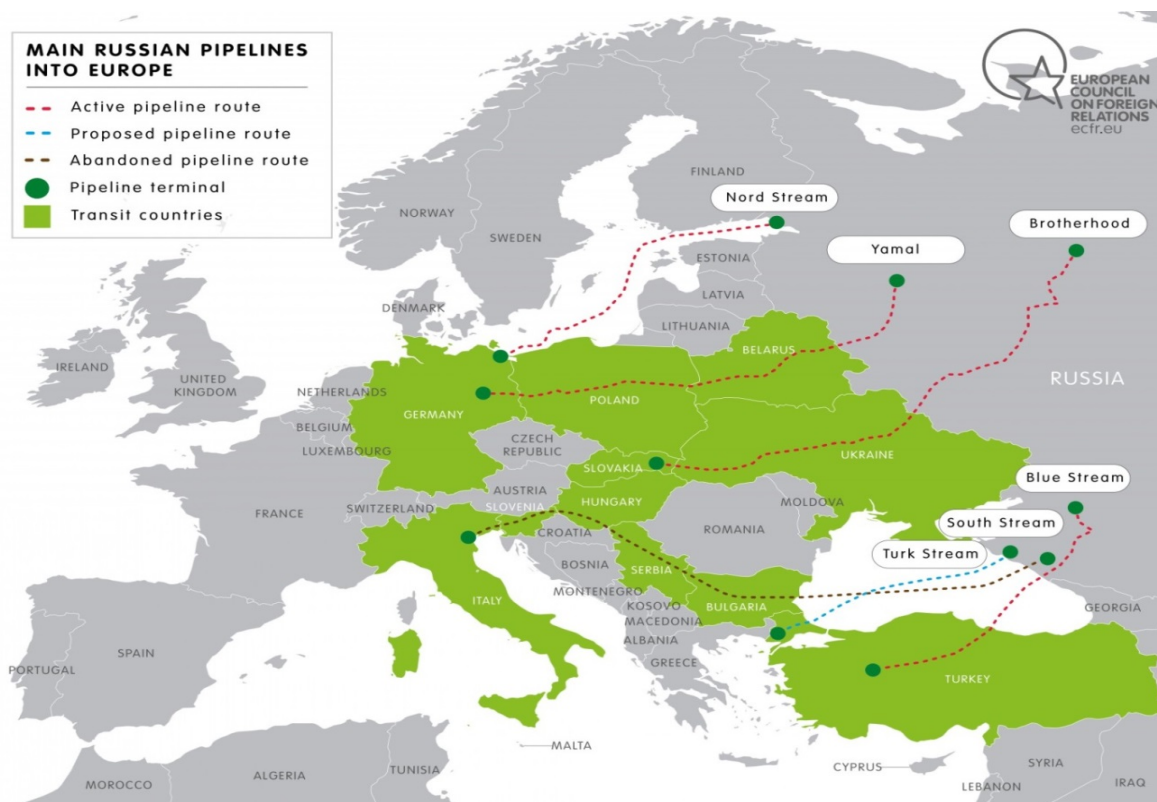 MAIN RUSSIAN PIPELINES
INTO EUROPE
Active pipeline route
Proposed pipeline route
Abandoned pipeline route
Pipeline terminal
Transit countries
EUROPEAN
COUNCIL
ON FOREIGN
RELATIONS
ecfr.eu
FINLAND
Nord Stream
NORWAY
SWEDEN
Yamal
Brotherhood
ESTONIA
LATVIA
DENMARK
LITHUANIA
BELARUS
IRELAND
UNITED
KINGDOM
NETHERLANDS
RUSSIA
GERMANY
POLAND
BELGIUM
LUXEMBOURG
CZECH
REPUBLIC
UKRAINE
SLOVAKIA
Blue Stream
AUSTRIA
HUNGARY
MOLDOVA
FRANCE
SWITZERLAND
SLOVENIA
South Stream
ROMANIA
CROATIA
Turk Stream
BOSNIA
SERBIA
MONTENEGRO
ITALY
KOSOVO
BULGARIA
GEORGIA
MACEDONIA
ALBANIA
GREECE
PORTUGAL
SPAIN
TURKEY
MALTA
SYRIA
CYPRUS
TUNISIA
ALGERIA
MOROCCO
LEBANON
IRAQ